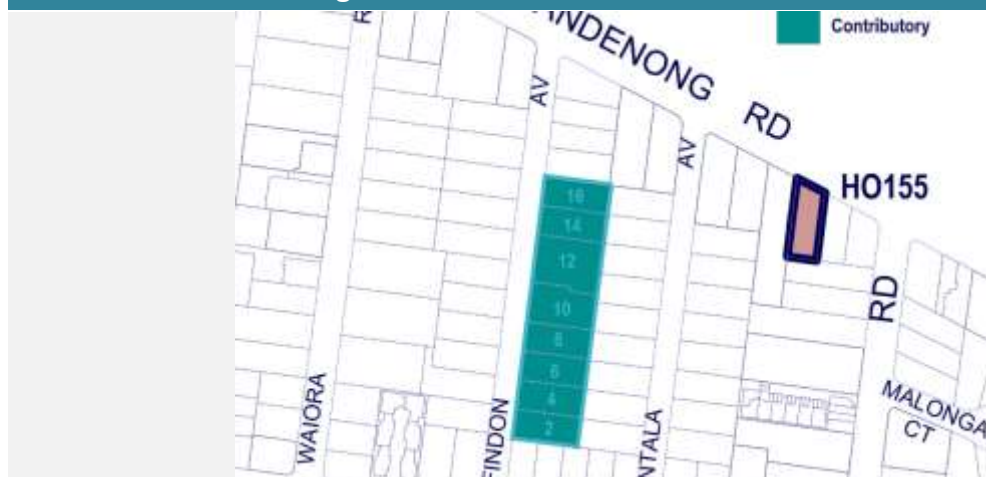 ANDENONG RD
Contributory
AV
AV
HO155
16
14
12
10
8
6
4
2
RD
WAIORA
FINDON
NTALA
MALONGA
CT